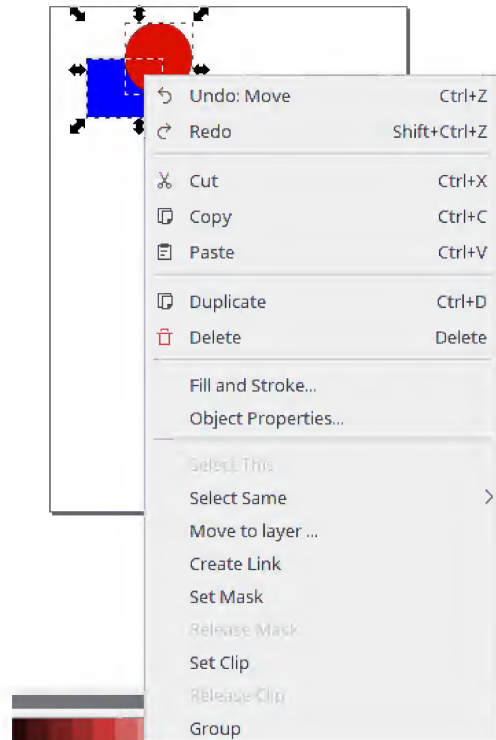 Undo: Move Ctrl+Z
Redo Shift+Ctrl+Z
Cut Ctrl+X
Copy Ctrl+C
Paste Ctrl+V
Duplicate Ctrl+D
Delete Delete
Fill and Stroke...
Object Properties...
Select This
Select Same
Move to layer ...
Create Link
Set Mask
Release Mask
Set Clip
Release Clip
Group